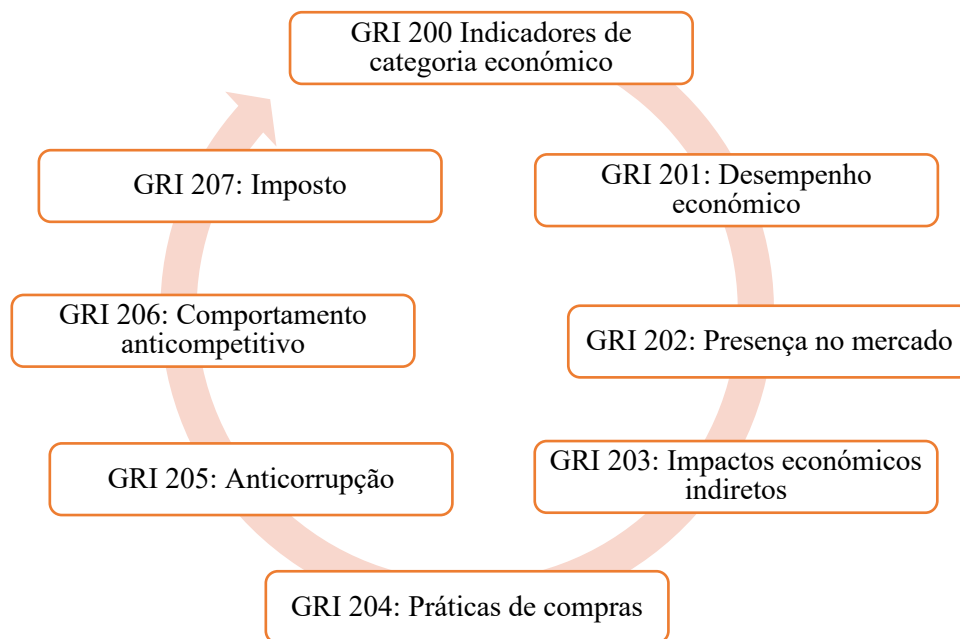 GRI 200 Indicadores de
categoria económico
GRI 201: Desempenho
económico
GRI 202: Presença no mercado
GRI 203: Impactos económicos
indiretos
GRI 204: Práticas de compras
GRI 205: Anticorrupção
GRI 206: Comportamento
anticompetitivo
GRI 207: Imposto